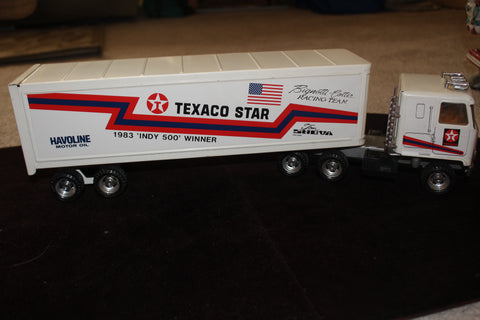 Bignotti Cotter
RACING TEAM
TEXACO STAR
1983 'INDY 500' WINNER
HAVOLINE
MOTOR OIL